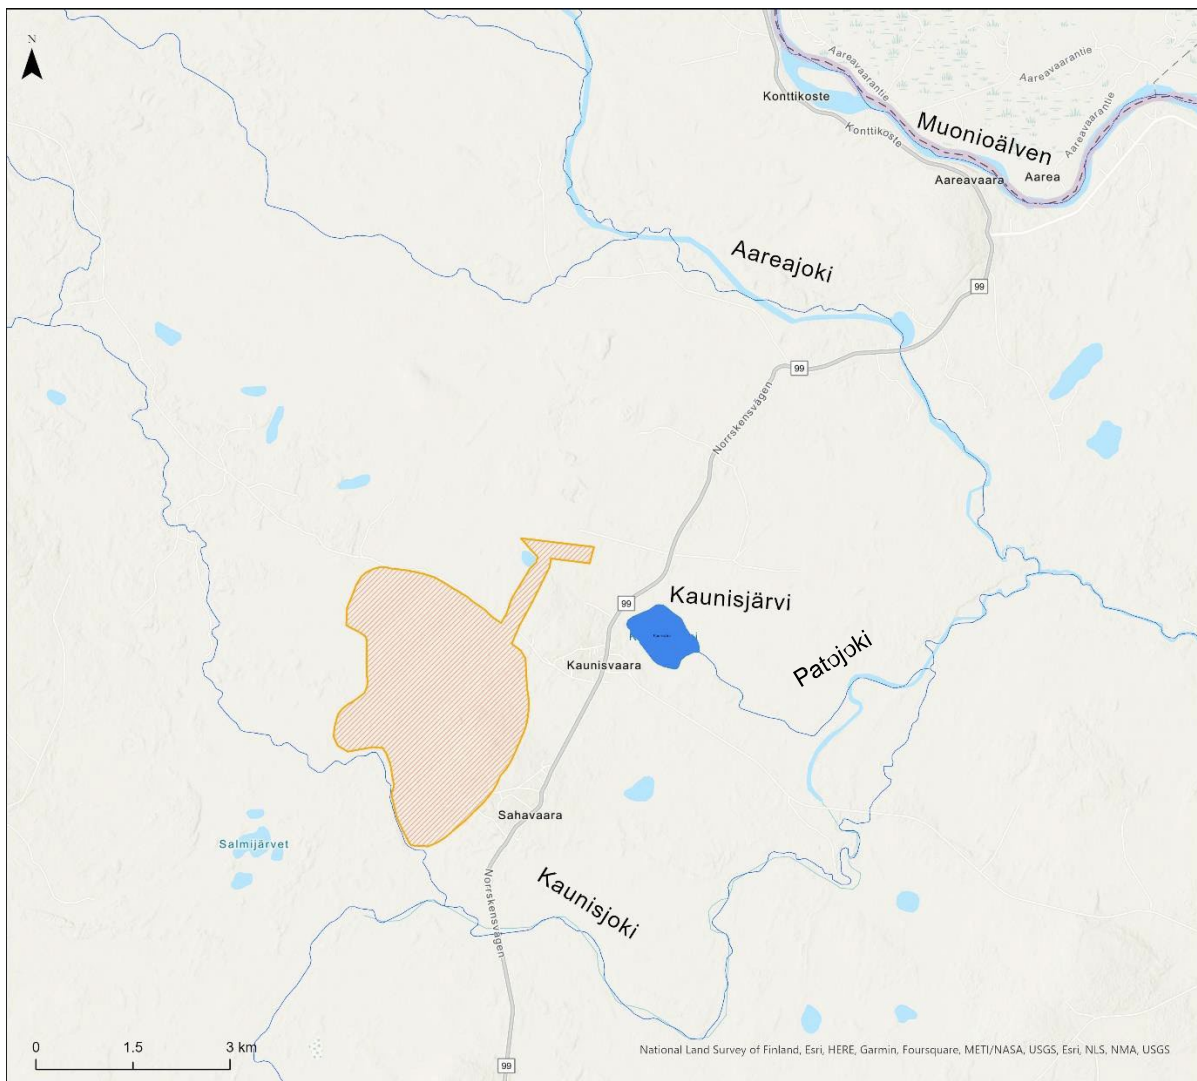 N
Aareavaarantie
Aareavaarantie
Konttikoste
Aareavaarantie
Muonioälven
Konttikoste
Aareavaara
Aarea
Aareajoki
99
99
Norrskensvägen
99
Kaunisjärvi
Kaunisvaara
Patojoki
Sahavaara
Salmijärvet
Norrskensvägen
Kaunisjoki
0 1.5 3 km
National Land Survey of Finland, Esri, HERE, Garmin, Foursquare, METI/NASA, USGS, Esri, NLS, NMA, USGS
99